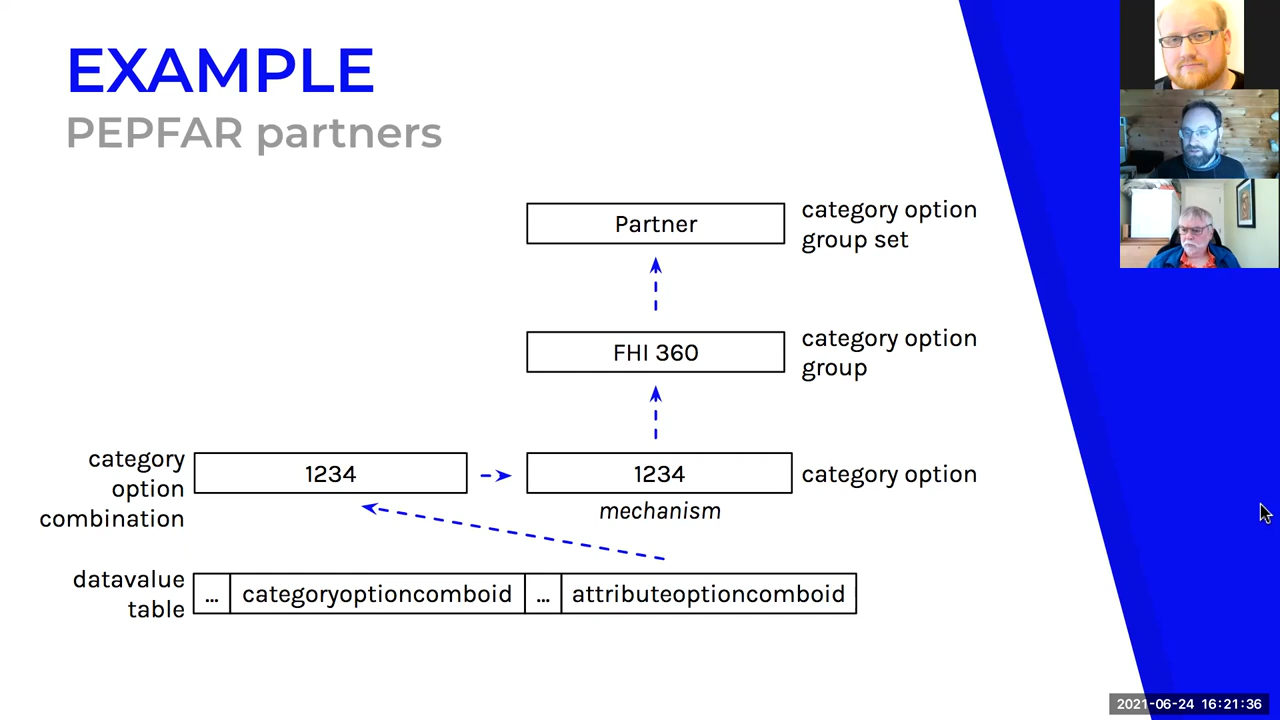 EXAMPLE
PEPFAR partners
Partner
category option
group set
FHI 360
category option
group
category
option
combination
1234
1234
category option
mechanism
datavalue
table
...
categoryoptioncomboid
...
attributeoptioncomboid
2021-06-24 16:21:36